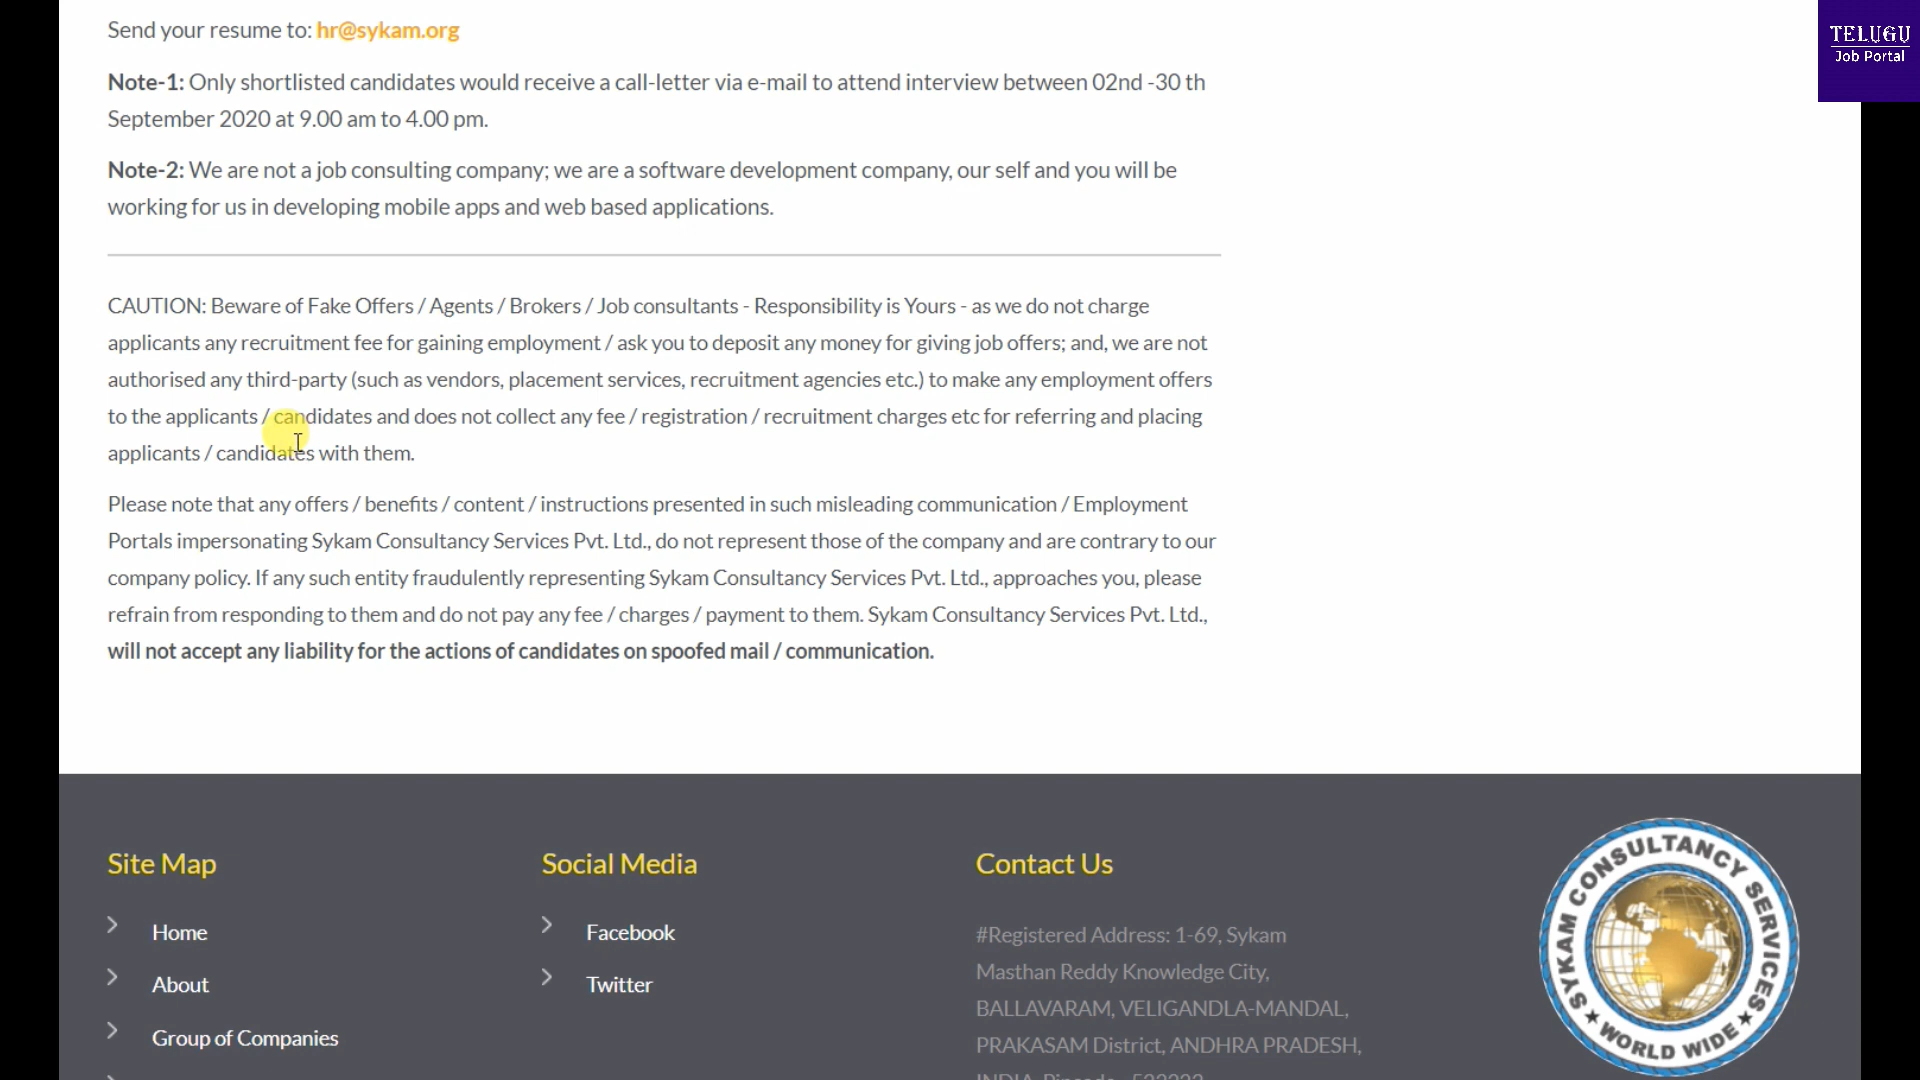 Send your resume to: hr@sykam.org
TELUGU
Job Portal
Note-1: Only shortlisted candidates would receive a call-letter via e-mail to attend interview between 02nd -30 th
September 2020 at 9.00 am to 4.00 pm.
Note-2: We are not a job consulting company; we are a software development company, our self and you will be
working for us in developing mobile apps and web based applications.
CAUTION: Beware of Fake Offers / Agents / Brokers / Job consultants - Responsibility is Yours - as we do not charge
applicants any recruitment fee for gaining employment / ask you to deposit any money for giving job offers; and, we are not
authorised any third-party (such as vendors, placement services, recruitment agencies etc.) to make any employment offers
to the applicants / candidates and does not collect any fee / registration / recruitment charges etc for referring and placing
applicants / candidates with them.
Please note that any offers / benefits / content / instructions presented in such misleading communication / Employment
Portals impersonating Sykam Consultancy Services Pvt. Ltd., do not represent those of the company and are contrary to our
company policy. If any such entity fraudulently representing Sykam Consultancy Services Pvt. Ltd., approaches you, please
refrain from responding to them and do not pay any fee / charges / payment to them. Sykam Consultancy Services Pvt. Ltd.,
will not accept any liability for the actions of candidates on spoofed mail / communication.
Site Map
Home
About
Group of Companies
Social Media
Facebook
Twitter
Contact Us
#Registered Address: 1-69, Sykam
Masthan Reddy Knowledge City,
BALLAVARAM, VELIGANDLA-MANDAL,
PRAKASAM District, ANDHRA PRADESH,
SYKAM CONSULTANCY SERVICES
WORLD WIDE